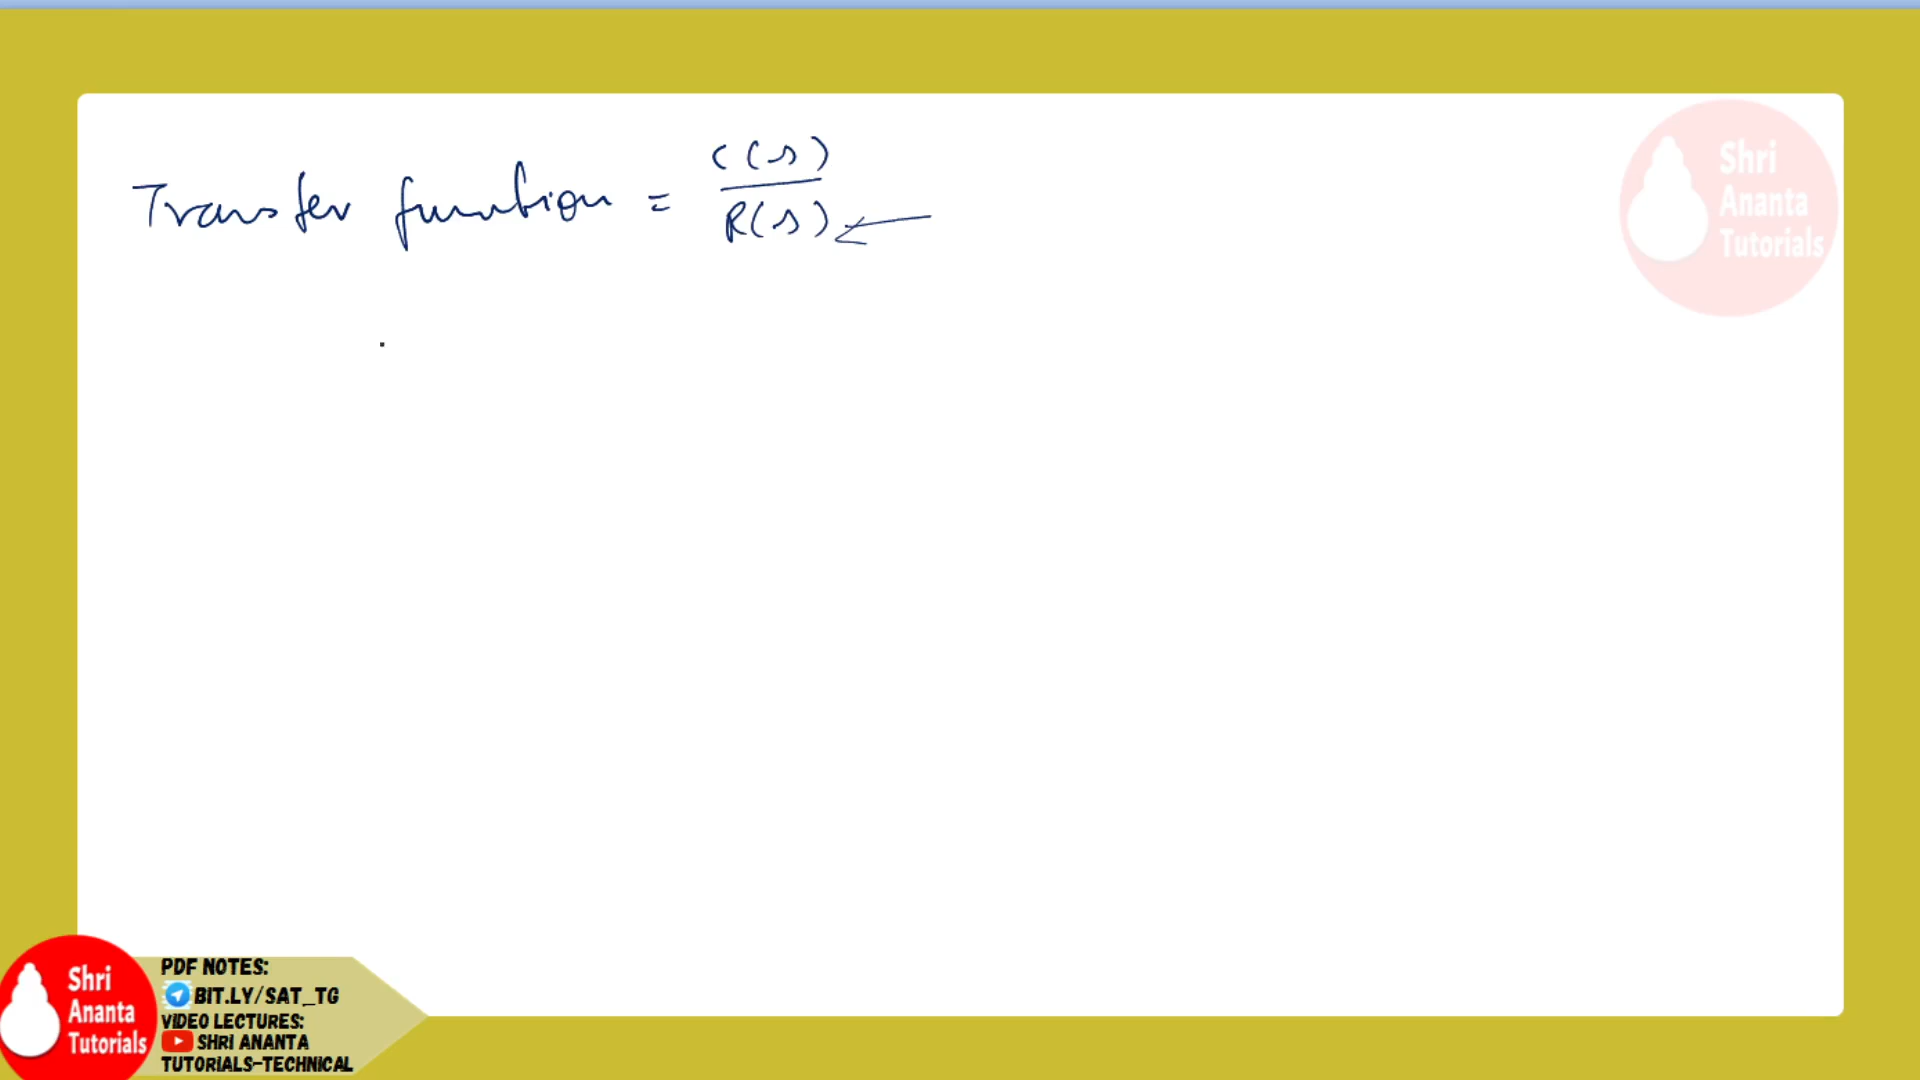 Transfer function = C(s) / R(s) ←
Shri
Ananta
Tutorials
Shri
Ananta
Tutorials
PDF NOTES:
BIT.LY/SAT_TG
VIDEO LECTURES:
SHRI ANANTA
TUTORIALS-TECHNICAL